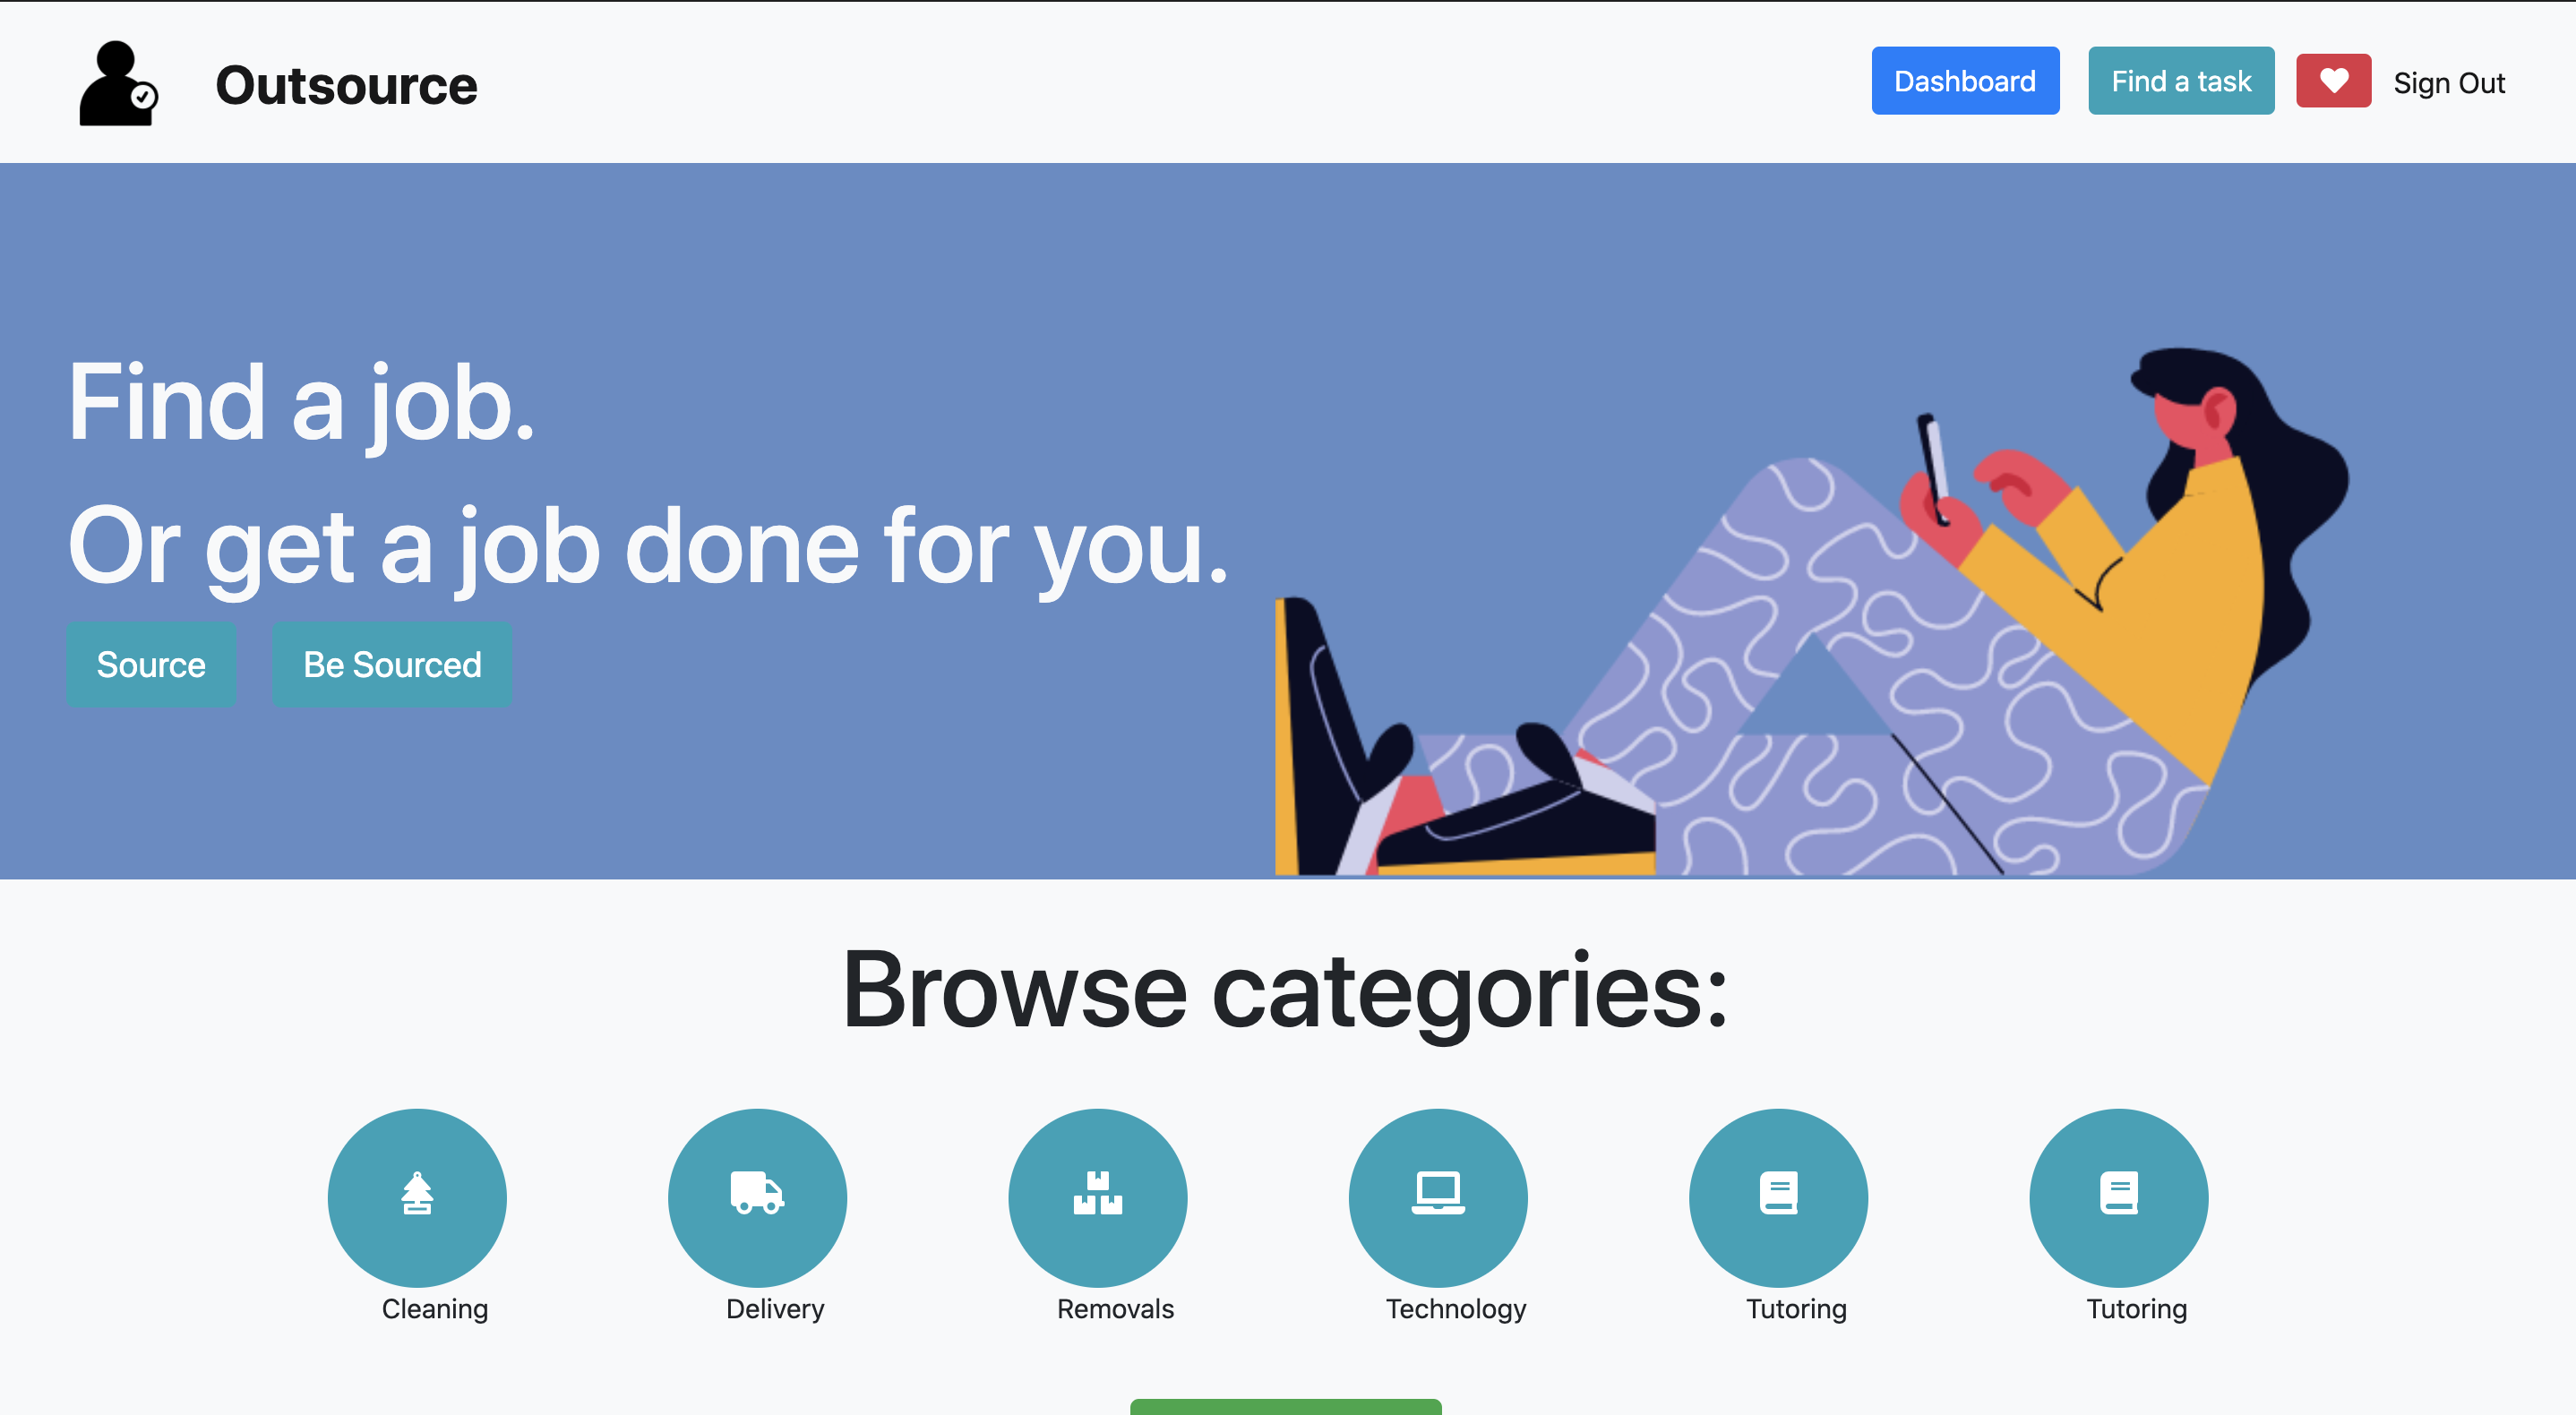 Outsource
Dashboard
Find a task
Sign Out
Find a job.
Or get a job done for you.
Source
Be Sourced
Browse categories:
Cleaning
Delivery
Removals
Technology
Tutoring
Tutoring